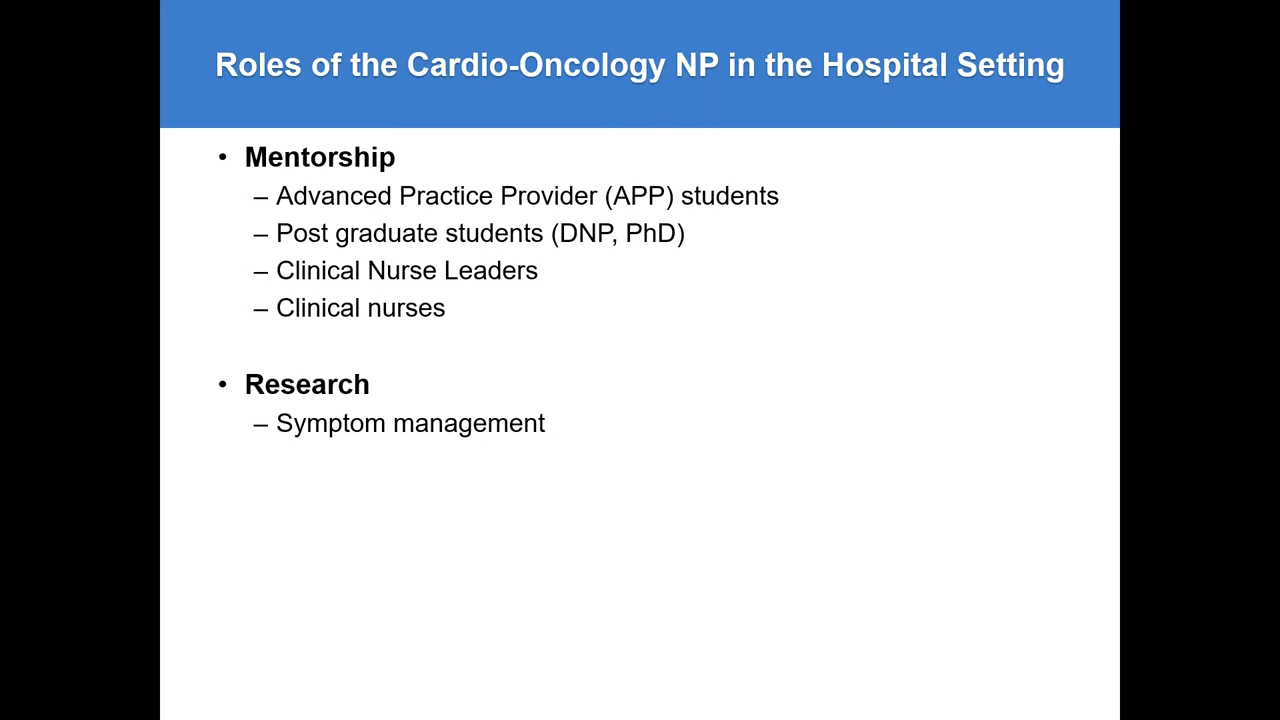 Roles of the Cardio-Oncology NP in the Hospital Setting
• Mentorship
– Advanced Practice Provider (APP) students
– Post graduate students (DNP, PhD)
– Clinical Nurse Leaders
– Clinical nurses
• Research
– Symptom management